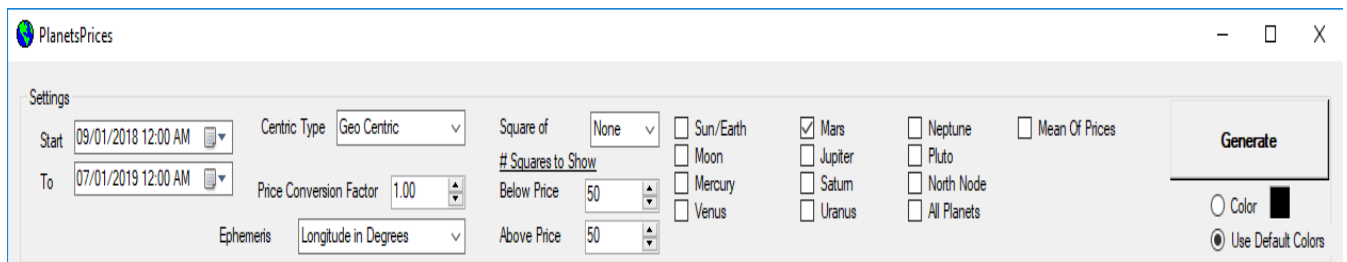 PlanetsPrices
Settings
Start 09/01/2018 12:00 AM
To 07/01/2019 12:00 AM
Centric Type Geo Centric
Price Conversion Factor 1.00
Ephemeris Longitude in Degrees
Square of None
# Squares to Show
Below Price 50
Above Price 50
Sun/Earth
Moon
Mercury
Venus
Mars
Jupiter
Saturn
Uranus
Neptune
Pluto
North Node
All Planets
Mean Of Prices
Generate
Color
Use Default Colors